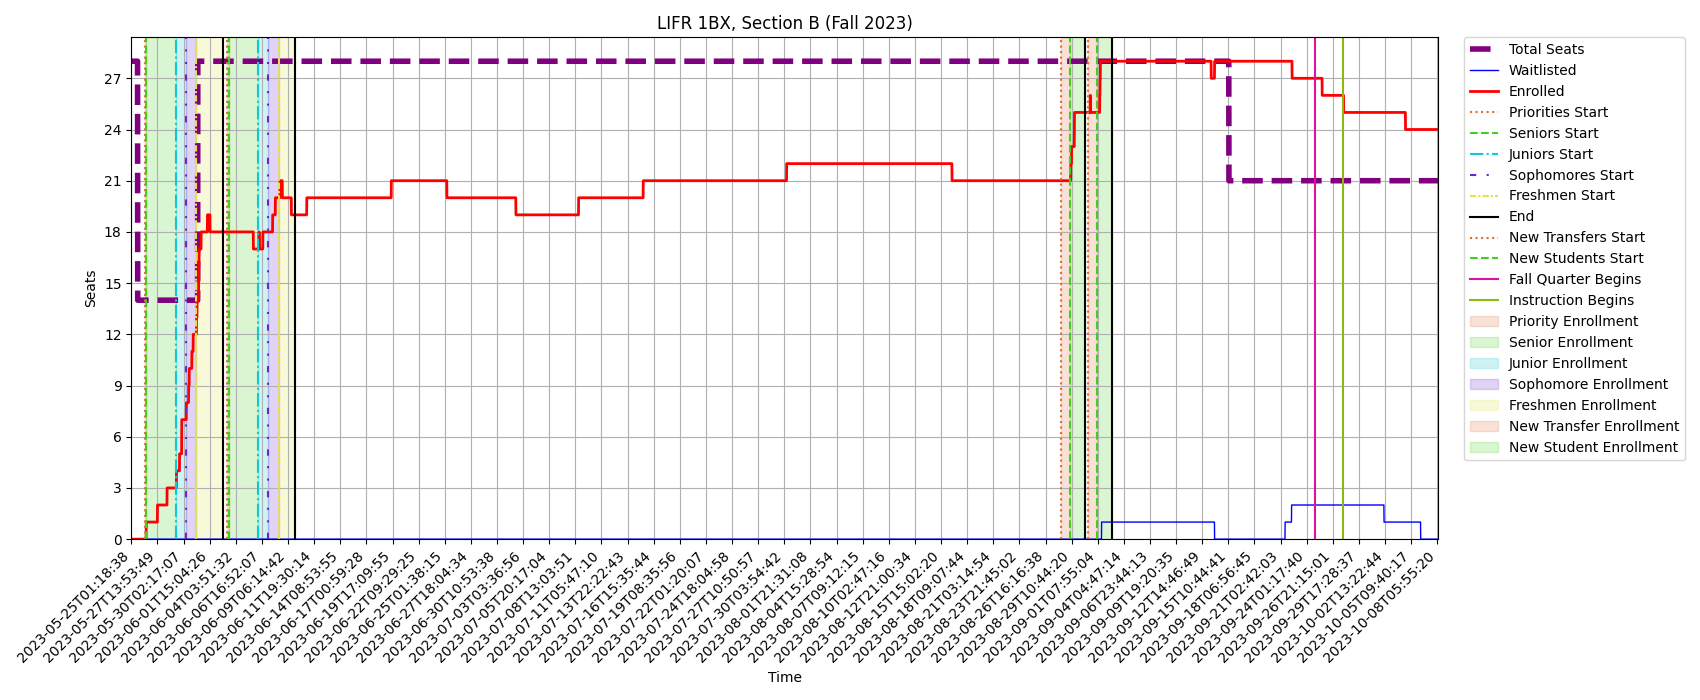 LIFR 1BX, Section B (Fall 2023)
Seats
27
24
21
18
15
12
9
6
3
0
2023-05-25T01:18:38
2023-05-27T13:53:49
2023-05-30T02:17:07
2023-06-01T15:04:26
2023-06-04T03:51:32
2023-06-06T16:52:07
2023-06-09T06:14:42
2023-06-11T19:30:14
2023-06-14T08:53:55
2023-06-17T00:59:28
2023-06-19T17:09:55
2023-06-22T09:29:25
2023-06-25T01:38:15
2023-06-27T18:04:34
2023-06-30T10:53:38
2023-07-03T03:36:56
2023-07-05T20:17:04
2023-07-08T13:03:51
2023-07-11T05:47:10
2023-07-13T22:22:43
2023-07-16T15:35:44
2023-07-19T08:35:56
2023-07-22T01:20:07
2023-07-24T18:04:58
2023-07-27T10:50:57
2023-07-30T03:54:42
2023-08-01T21:31:08
2023-08-04T15:28:54
2023-08-07T09:12:15
2023-08-10T02:47:16
2023-08-12T21:00:34
2023-08-15T15:02:20
2023-08-18T09:07:44
2023-08-21T03:14:54
2023-08-23T21:45:02
2023-08-26T16:16:38
2023-08-29T10:44:20
2023-09-01T07:55:04
2023-09-04T04:47:14
2023-09-06T23:44:13
2023-09-09T19:20:35
2023-09-12T14:46:49
2023-09-15T10:44:41
2023-09-18T06:56:45
2023-09-21T02:42:03
2023-09-24T01:17:40
2023-09-26T21:15:01
2023-09-29T17:28:37
2023-10-02T13:22:44
2023-10-05T09:40:17
2023-10-08T05:55:20
Time
Total Seats
Waitlisted
Enrolled
Priorities Start
Seniors Start
Juniors Start
Sophomores Start
Freshmen Start
End
New Transfers Start
New Students Start
Fall Quarter Begins
Instruction Begins
Priority Enrollment
Senior Enrollment
Junior Enrollment
Sophomore Enrollment
Freshmen Enrollment
New Transfer Enrollment
New Student Enrollment